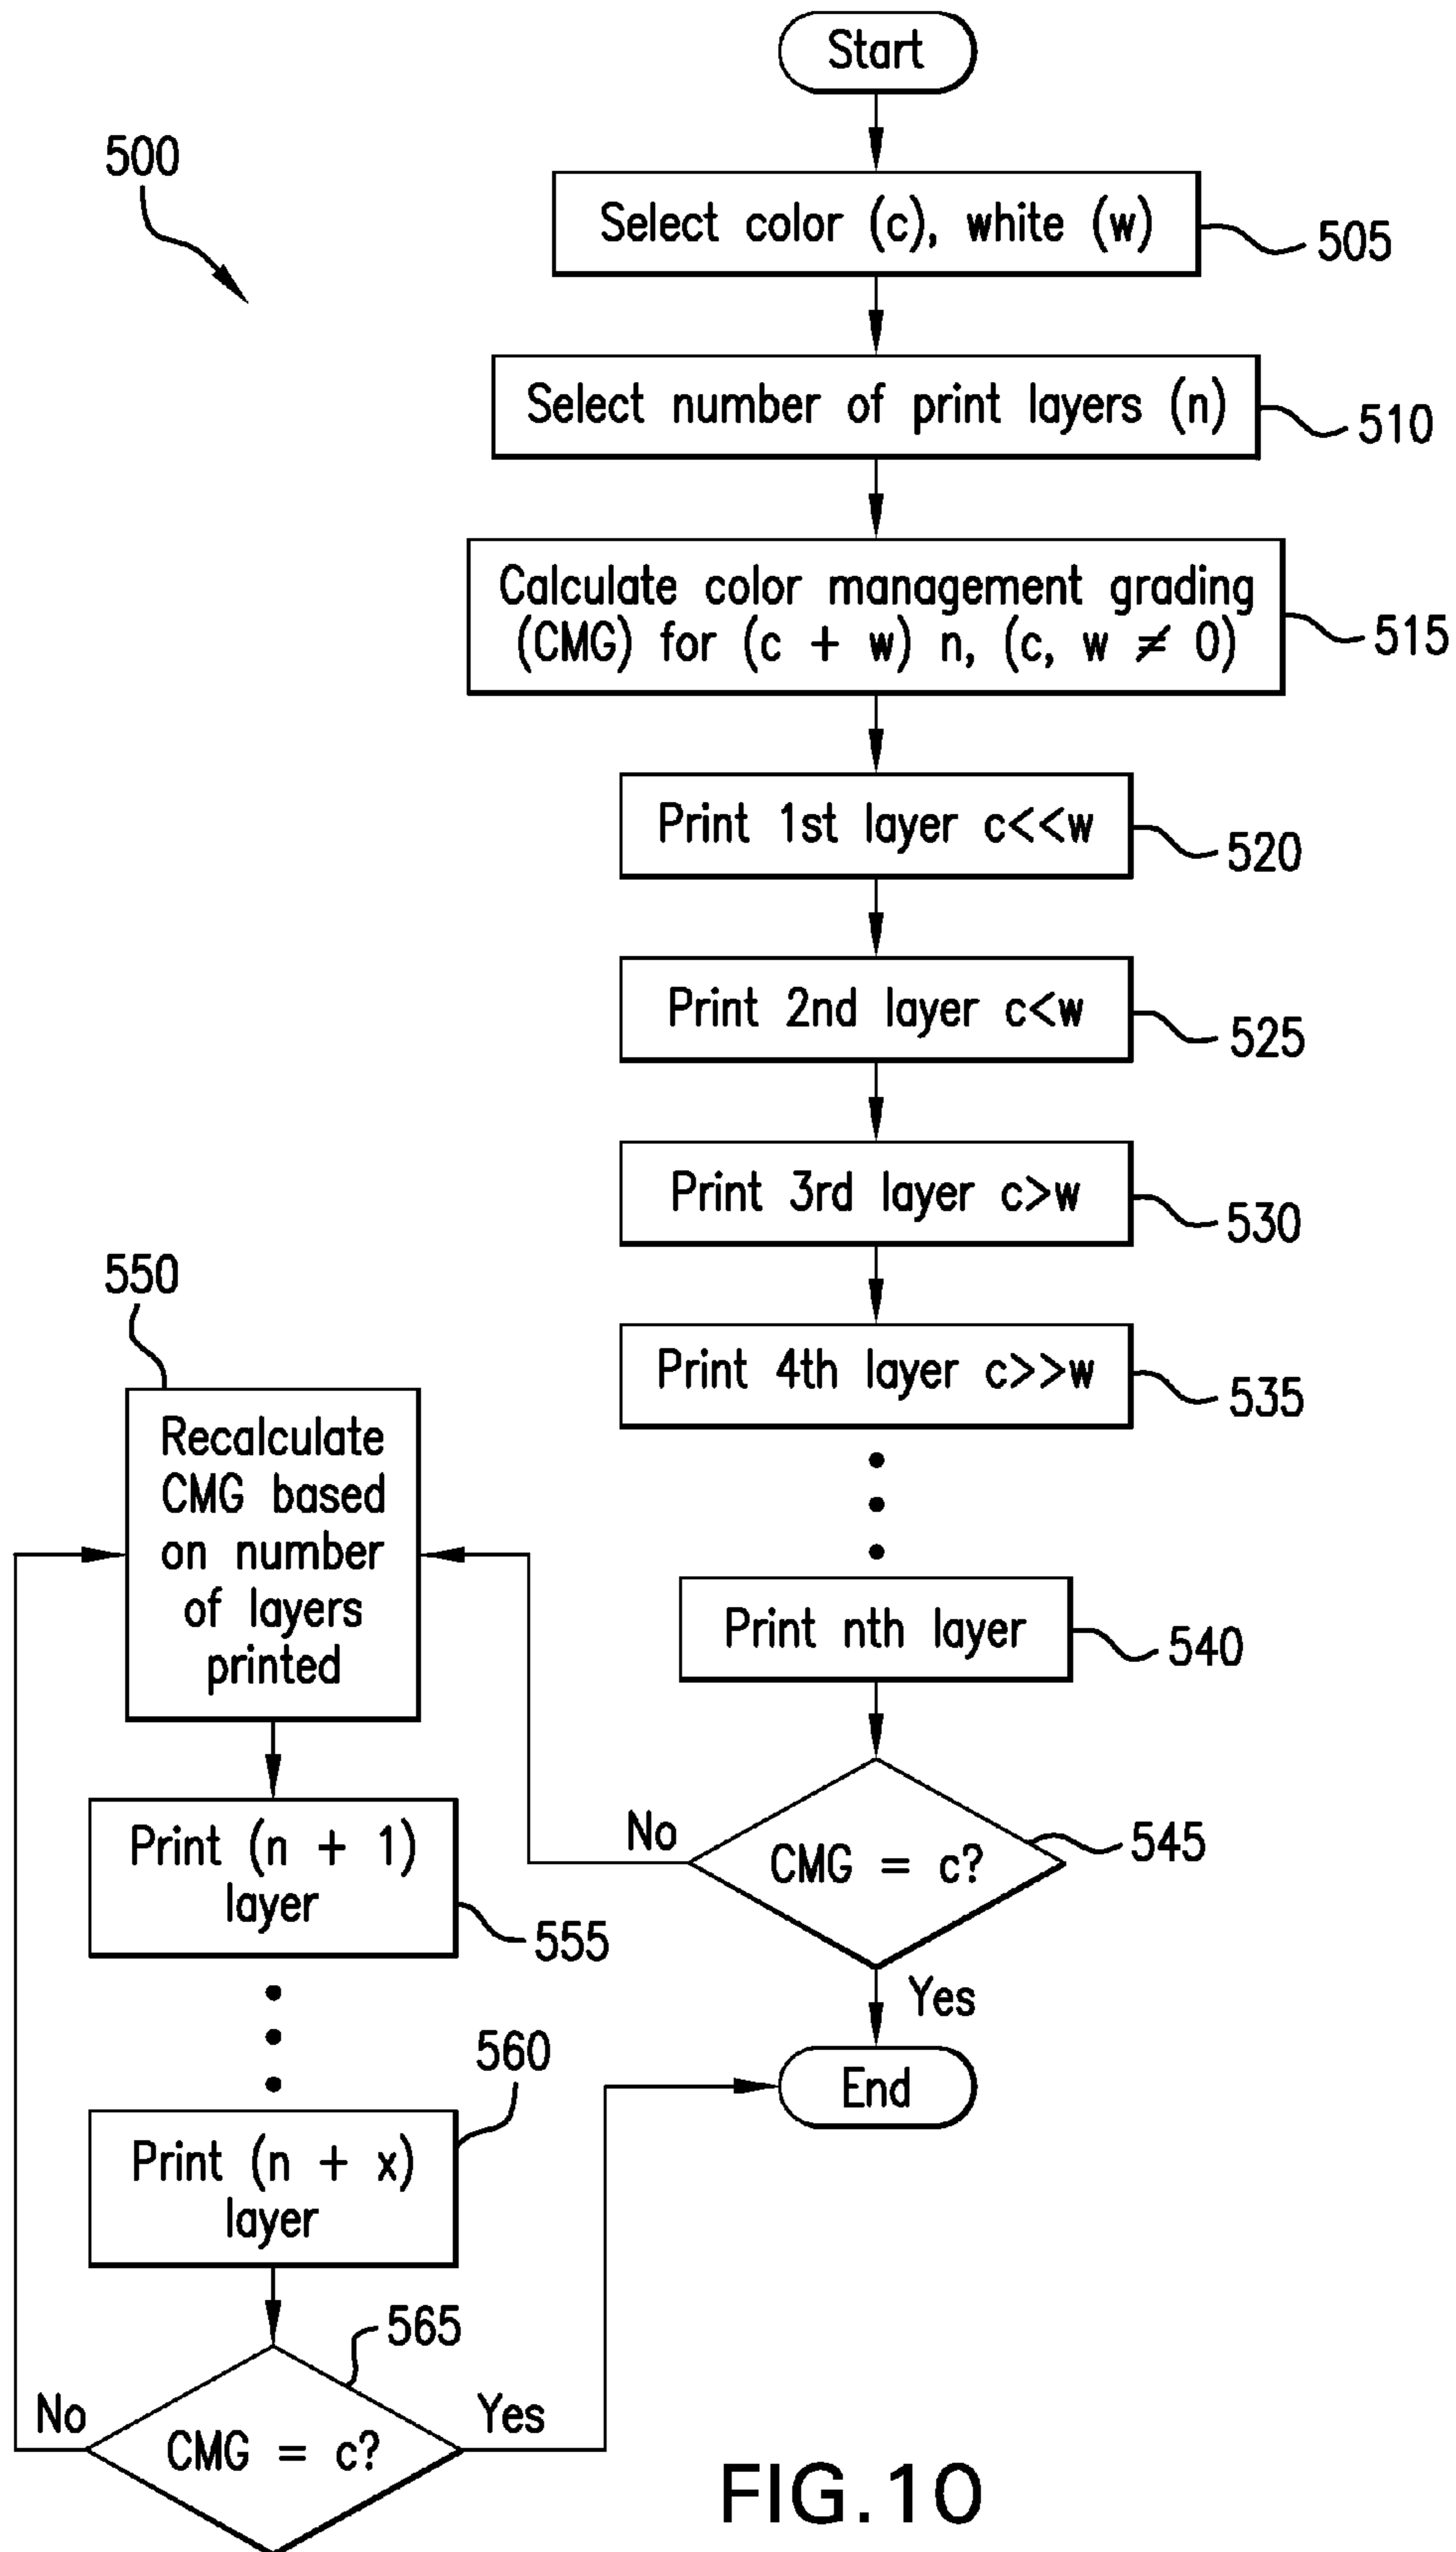 Start
500
Select color (c), white (w)
505
Select number of print layers (n)
510
Calculate color management grading
(CMG) for (c + w) n, (c, w ≠ 0)
515
Print 1st layer c<<w
520
Print 2nd layer c<w
525
Print 3rd layer c>w
530
Print 4th layer c>>w
535
Print nth layer
540
CMG = c?
545
No
Yes
End
550
Recalculate
CMG based
on number
of layers
printed
Print (n + 1)
layer
555
Print (n + x)
layer
560
CMG = c?
565
No
Yes
FIG.10